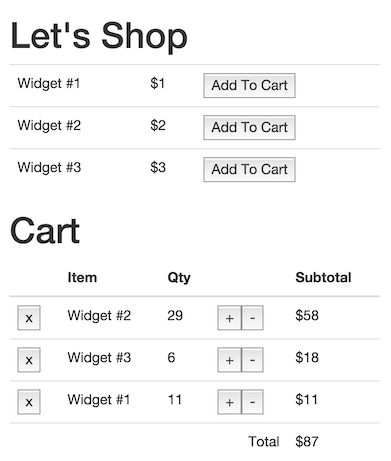 Let's Shop
Widget #1 $1 Add To Cart
Widget #2 $2 Add To Cart
Widget #3 $3 Add To Cart
Cart
Item Qty Subtotal
x Widget #2 29 + - $58
x Widget #3 6 + - $18
x Widget #1 11 + - $11
Total $87